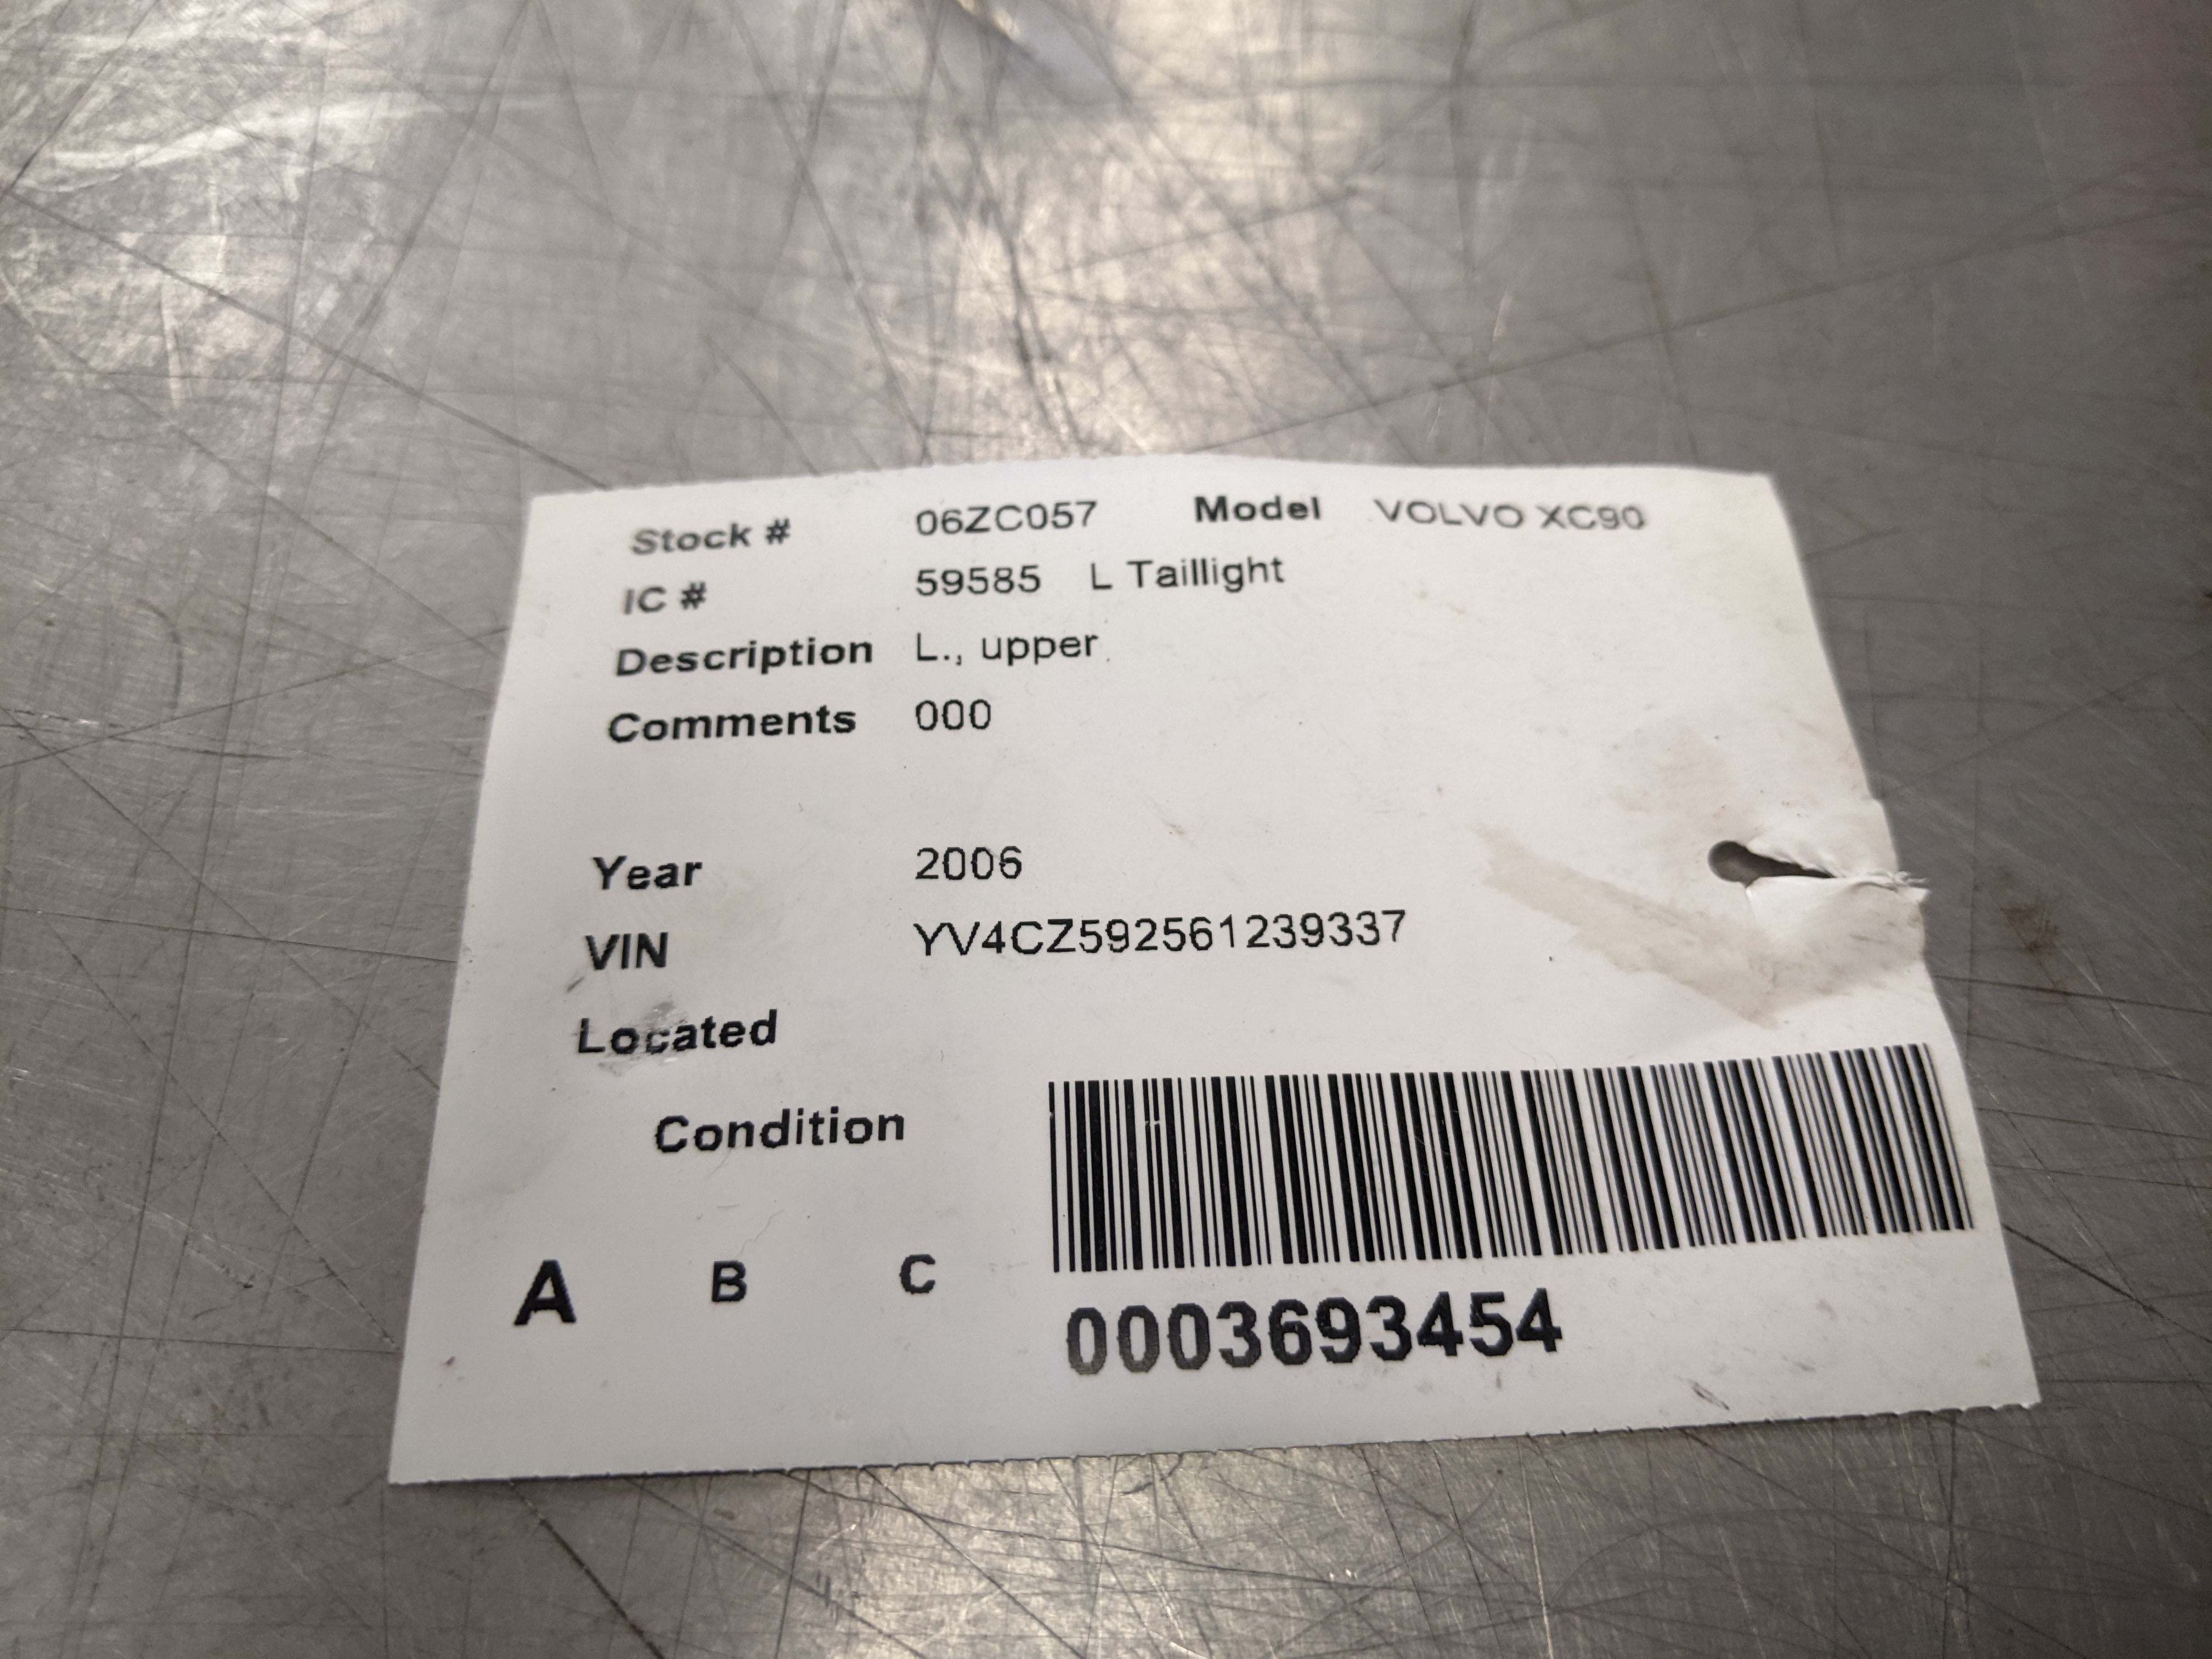 Stock # 06ZC057 Model VOLVO XC90
IC # 59585 L Taillight
Description L., upper
Comments 000
Year 2006
VIN YV4CZ592561239337
Located
Condition
A B C
0003693454